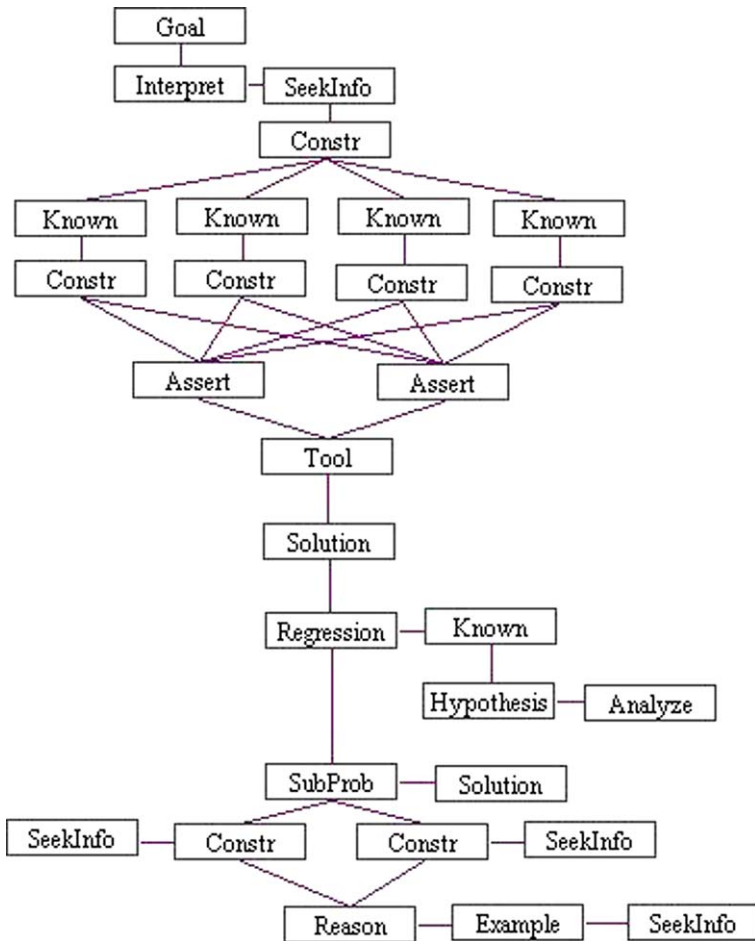 Goal
Interpret
SeekInfo
Constr
Known
Known
Known
Known
Constr
Constr
Constr
Constr
Assert
Assert
Tool
Solution
Regression
Known
Hypothesis
Analyze
SubProb
Solution
SeekInfo
Constr
Constr
SeekInfo
Reason
Example
SeekInfo